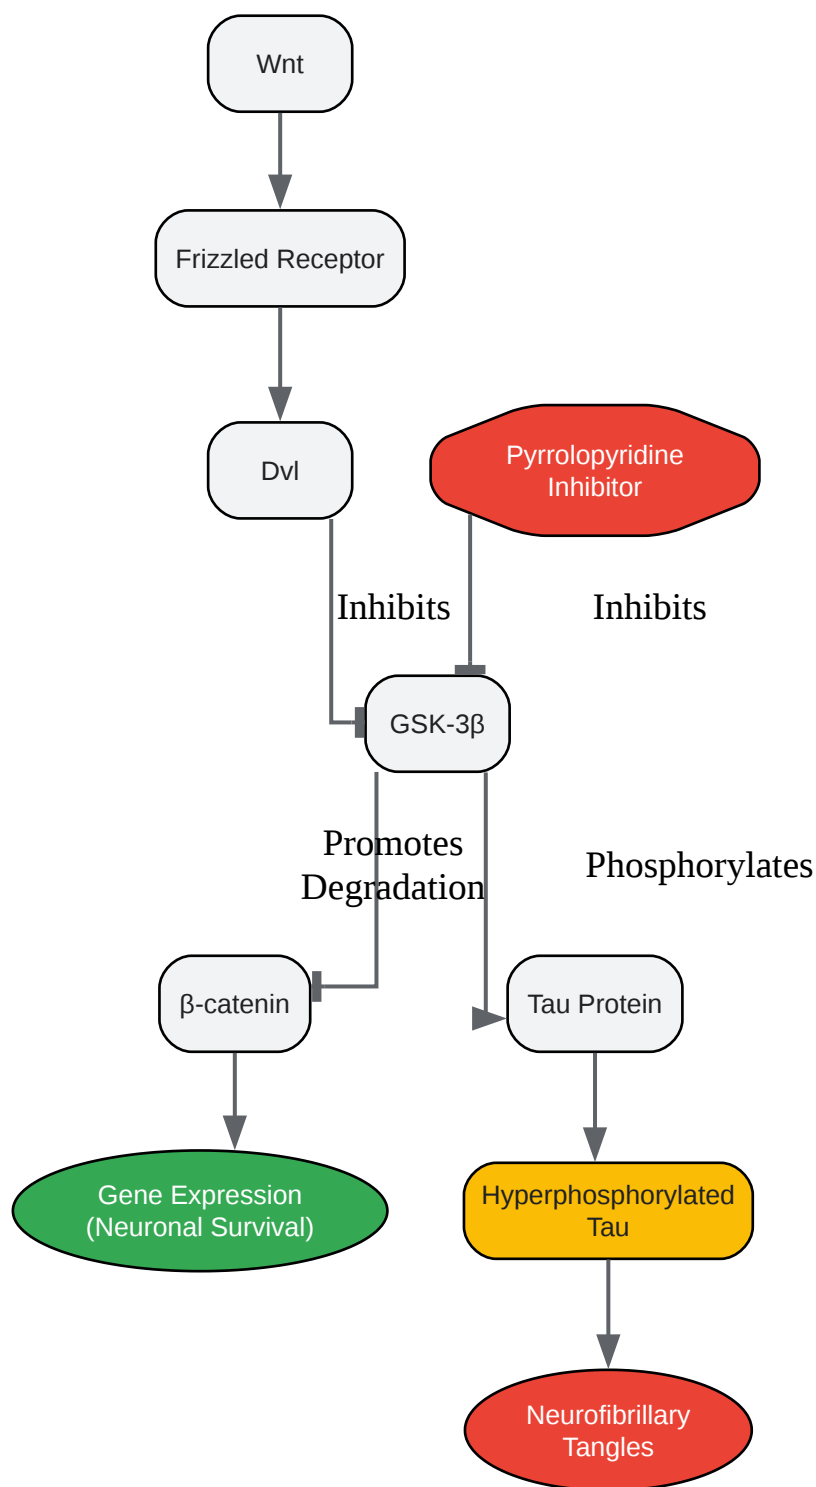 Wnt
Frizzled Receptor
Dvl
Pyrrolopyridine
Inhibitor
Inhibits
Inhibits
GSK-3β
Promotes
Degradation
Phosphorylates
β-catenin
Tau Protein
Gene Expression
(Neuronal Survival)
Hyperphosphorylated
Tau
Neurofibrillary
Tangles